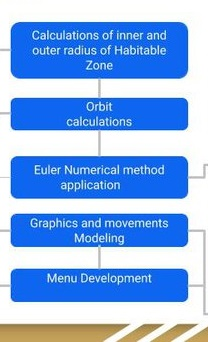 Calculations of inner and
outer radius of Habitable
Zone
Orbit
calculations
Euler Numerical method
application
Graphics and movements
Modeling
Menu Development